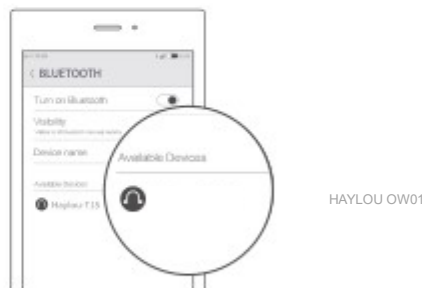 < BLUETOOTH
Turn on Bluetooth
Visibility
Device name
Available Devices
Haylou T15
Available Devices
HAYLOU OW01